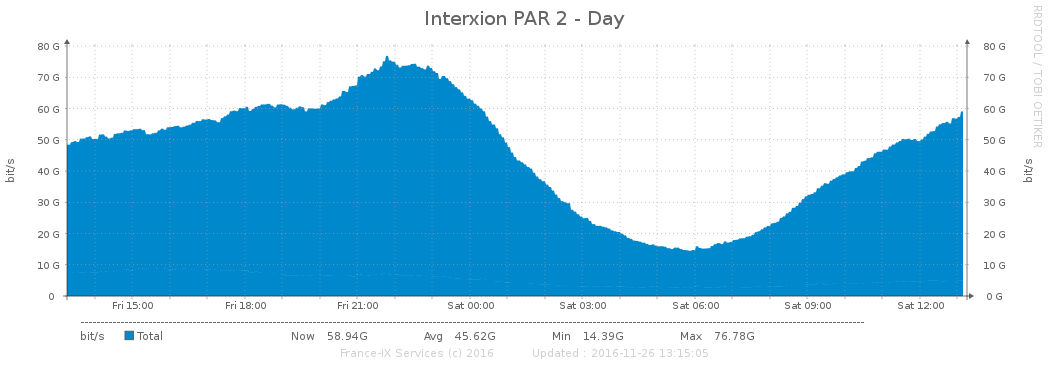 Interxion PAR 2 - Day
RRDTOOL / TOBI OETIKER
bit/s
80 G 80 G
70 G 70 G
60 G 60 G
50 G 50 G
40 G 40 G
30 G 30 G
20 G 20 G
10 G 10 G
0 0 G
bit/s
Fri 15:00 Fri 18:00 Fri 21:00 Sat 00:00 Sat 03:00 Sat 06:00 Sat 09:00 Sat 12:00
bit/s Total Now 58.94G Avg 45.62G Min 14.39G Max 76.78G
France-IX Services (c) 2016 Updated : 2016-11-26 13:15:05